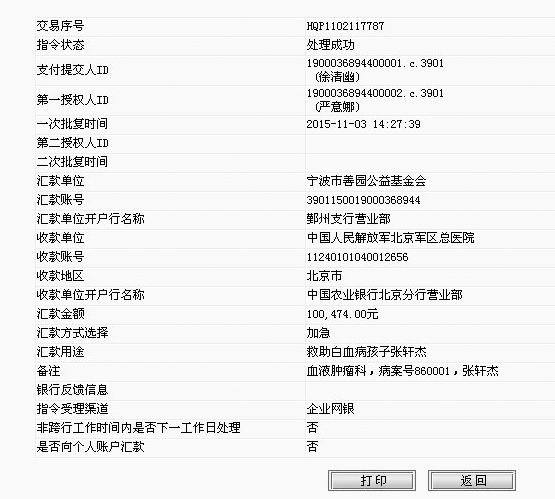 交易序号 HQP1102117787
指令状态 处理成功
支付提交人ID 1900036894400001.c.3901
(徐清幽)
第一授权人ID 1900036894400002.c.3901
(严意娜)
一次批复时间 2015-11-03 14:27:39
第二授权人ID
二次批复时间
汇款单位 宁波市善园公益基金会
汇款账号 3901150019000368944
汇款单位开户行名称 鄞州支行营业部
收款单位 中国人民解放军北京军区总医院
收款账号 11240101040012656
收款地区 北京市
收款单位开户行名称 中国农业银行北京分行营业部
汇款金额 100,474.00元
汇款方式选择 加急
汇款用途 救助白血病孩子张轩杰
备注 血液肿瘤科，病案号860001，张轩杰
银行反馈信息
指令受理渠道 企业网银
非跨行工作时间内是否下一工作日处理 否
是否向个人账户汇款 否
打印 返回